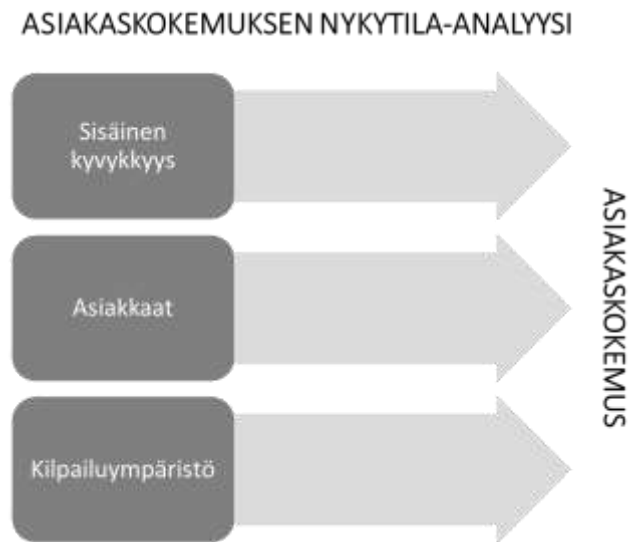 ASIAKASKOKEMUKSEN NYKYTILA-ANALYYSI
Sisäinen
kyvykkyys
Asiakkaat
Kilpailuympäristö
ASIAKASKOKEMUS